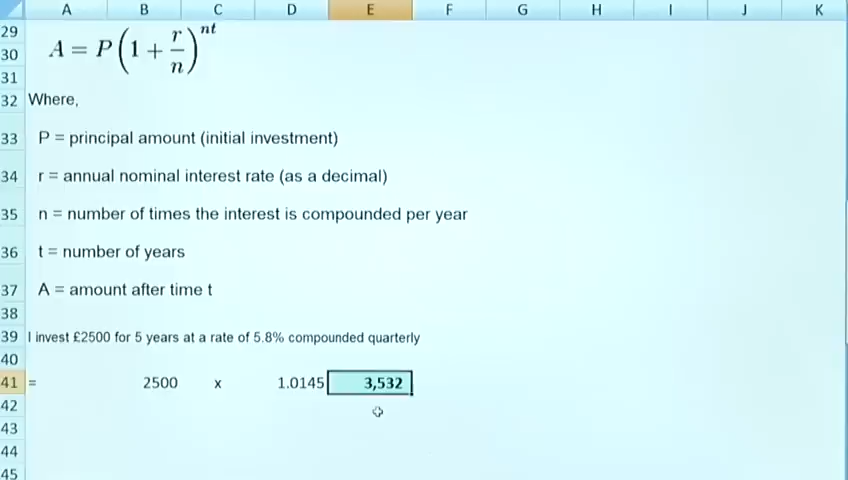 A B C D E F G H I J K
29
30 A = P(1 + r/n)^nt
31
32 Where,
33 P = principal amount (initial investment)
34 r = annual nominal interest rate (as a decimal)
35 n = number of times the interest is compounded per year
36 t = number of years
37 A = amount after time t
38
39 I invest £2500 for 5 years at a rate of 5.8% compounded quarterly
40
41 = 2500 x 1.0145 3,532
42
43
44
45